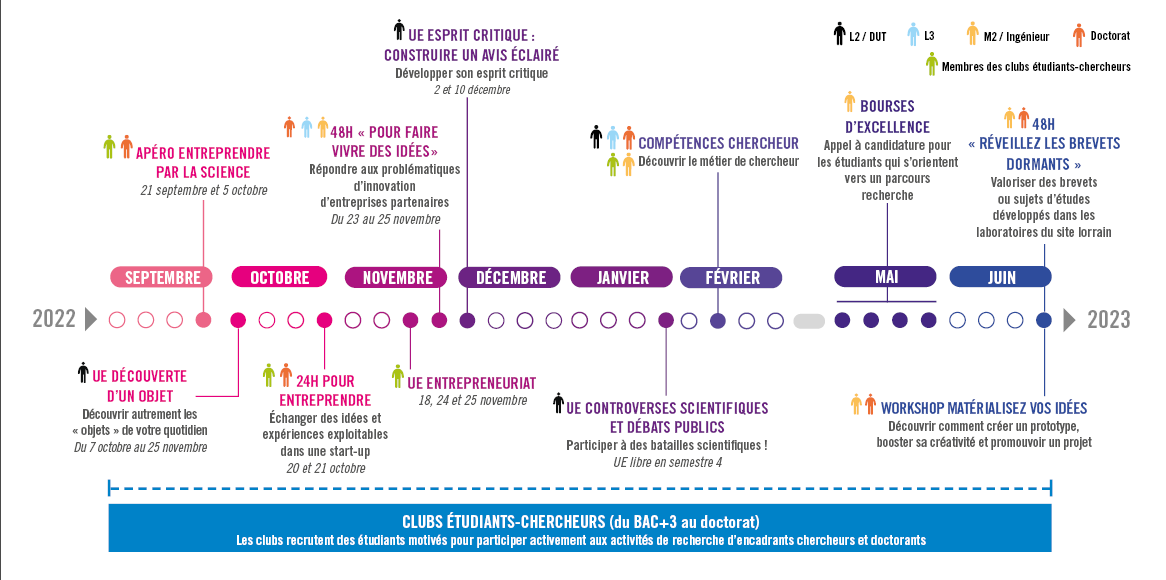 L2 / DUT
L3
M2 / Ingénieur
Doctorat
Membres des clubs étudiants-chercheurs
UE ESPRIT CRITIQUE :
CONSTRUIRE UN AVIS ÉCLAIRÉ
Développer son esprit critique
2 et 10 décembre
APÉRO ENTREPRENDRE
PAR LA SCIENCE
21 septembre et 5 octobre
48H « POUR FAIRE
VIVRE DES IDÉES»
Répondre aux problématiques
d'innovation
d'entreprises partenaires
Du 23 au 25 novembre
COMPÉTENCES CHERCHEUR
Découvrir le métier de chercheur
BOURSES
D'EXCELLENCE
Appel à candidature pour
les étudiants qui s'orientent
vers un parcours
recherche
48H
« RÉVEILLEZ LES BREVETS
DORMANTS »
Valoriser des brevets
ou sujets d'études
développés dans les
laboratoires du site lorrain
SEPTEMBRE
OCTOBRE
NOVEMBRE
DÉCEMBRE
JANVIER
FÉVRIER
MAI
JUIN
2022
2023
UE DÉCOUVERTE
D'UN OBJET
Découvrir autrement les
« objets » de votre quotidien
Du 7 octobre au 25 novembre
24H POUR
ENTREPRENDRE
Échanger des idées et
expériences exploitables
dans une start-up
20 et 21 octobre
UE ENTREPRENEURIAT
18, 24 et 25 novembre
UE CONTROVERSES SCIENTIFIQUES
ET DÉBATS PUBLICS
Participer à des batailles scientifiques !
UE libre en semestre 4
WORKSHOP MATÉRIALISEZ VOS IDÉES
Découvrir comment créer un prototype,
booster sa créativité et promouvoir un projet
CLUBS ÉTUDIANTS-CHERCHEURS (du BAC+3 au doctorat)
Les clubs recrutent des étudiants motivés pour participer activement aux activités de recherche d'encadrants chercheurs et doctorants